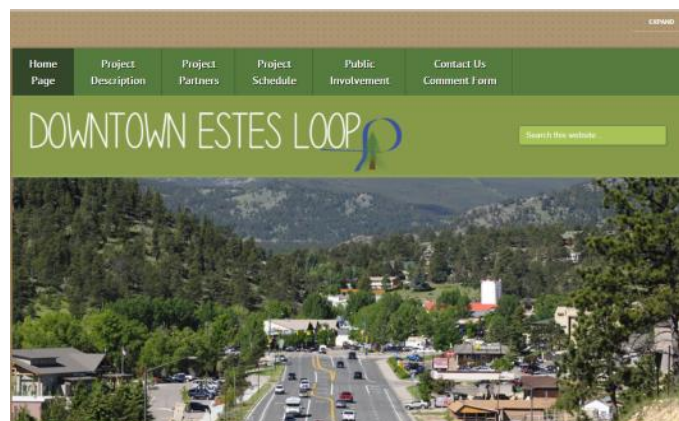 EXPAND
Home Page
Project Description
Project Partners
Project Schedule
Public Involvement
Contact Us Comment Form
DOWNTOWN ESTES LOOP
Search this website...